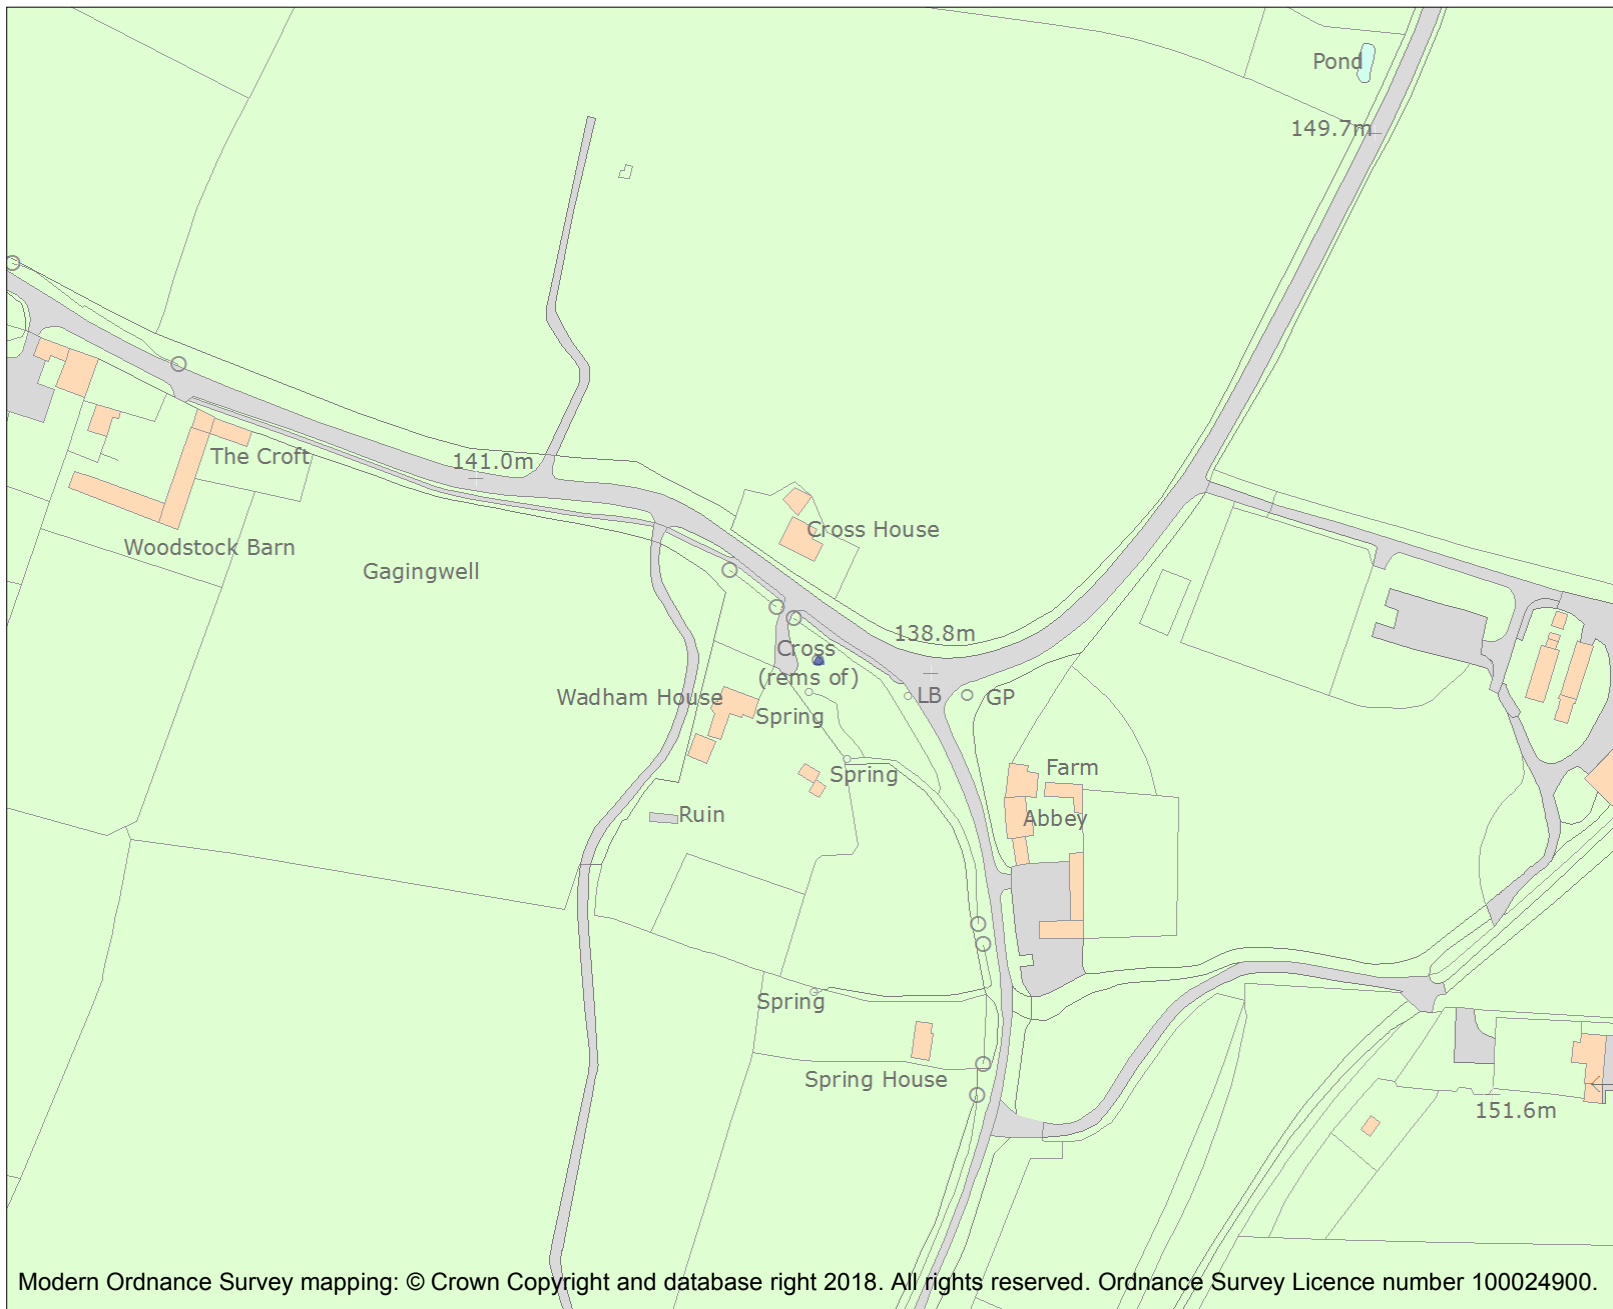 Pond
149.7m
The Croft
141.0m
Cross House
Woodstock Barn
Gagingwell
138.8m
Cross
(rems of)
Wadham House
LB
GP
Spring
Farm
Spring
Ruin
Abbey
Spring
Spring House
151.6m
Modern Ordnance Survey mapping: © Crown Copyright and database right 2018. All rights reserved. Ordnance Survey Licence number 100024900.